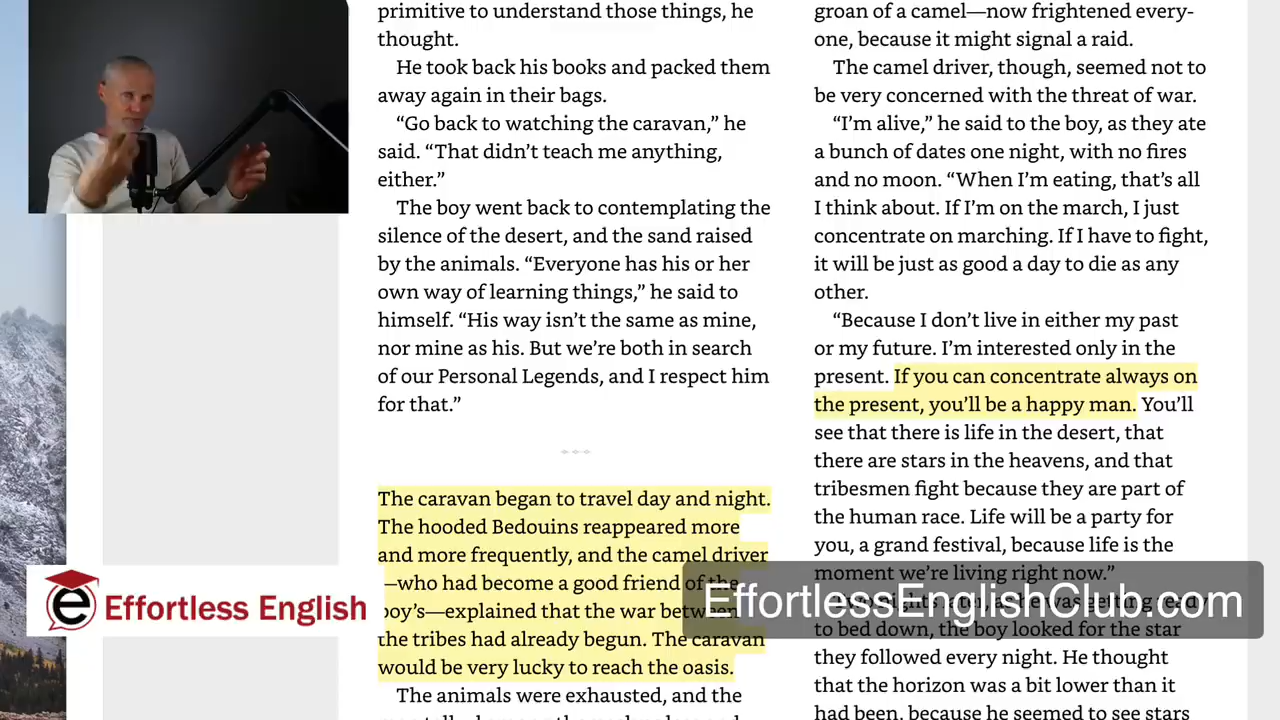 primitive to understand those things, he
thought.
He took back his books and packed them
away again in their bags.
“Go back to watching the caravan,” he
said. “That didn’t teach me anything,
either.”
The boy went back to contemplating the
silence of the desert, and the sand raised
by the animals. “Everyone has his or her
own way of learning things,” he said to
himself. “His way isn’t the same as mine,
nor mine as his. But we’re both in search
of our Personal Legends, and I respect him
for that.”
The caravan began to travel day and night.
The hooded Bedouins reappeared more
and more frequently, and the camel driver
—who had become a good friend of the
boy’s—explained that the war between
the tribes had already begun. The caravan
would be very lucky to reach the oasis.
The animals were exhausted, and the
groan of a camel—now frightened every-
one, because it might signal a raid.
The camel driver, though, seemed not to
be very concerned with the threat of war.
“I’m alive,” he said to the boy, as they ate
a bunch of dates one night, with no fires
and no moon. “When I’m eating, that’s all
I think about. If I’m on the march, I just
concentrate on marching. If I have to fight,
it will be just as good a day to die as any
other.
“Because I don’t live in either my past
or my future. I’m interested only in the
present. If you can concentrate always on
the present, you’ll be a happy man. You’ll
see that there is life in the desert, that
there are stars in the heavens, and that
tribesmen fight because they are part of
the human race. Life will be a party for
you, a grand festival, because life is the
moment we’re living right now.”
Two nights later, as he was getting ready
to bed down, the boy looked for the star
they followed every night. He thought
that the horizon was a bit lower than it
had been, because he seemed to see stars
e Effortless English
EffortlessEnglishClub.com